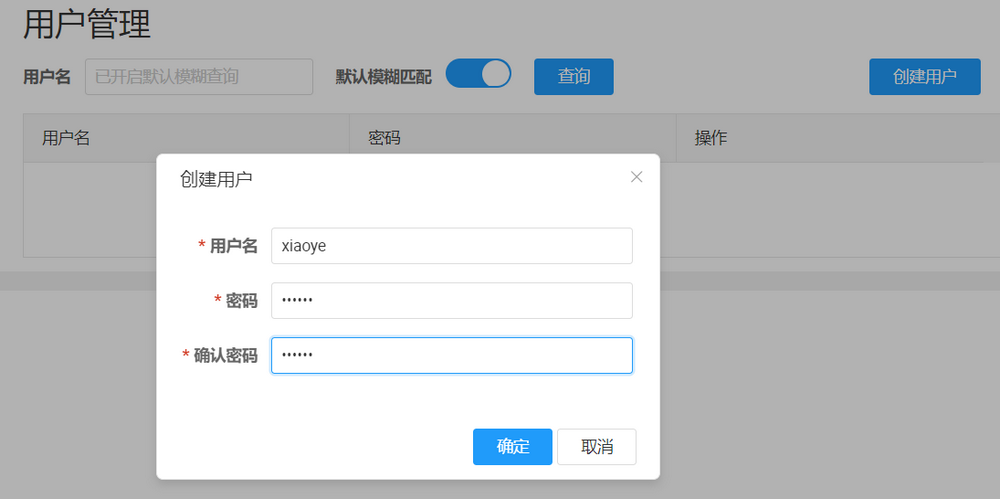 用户管理
用户名 已开启默认模糊查询 默认模糊匹配 查询 创建用户
用户名 密码 操作
创建用户
* 用户名 xiaoye
* 密码 ••••••
* 确认密码 ••••••
确定 取消